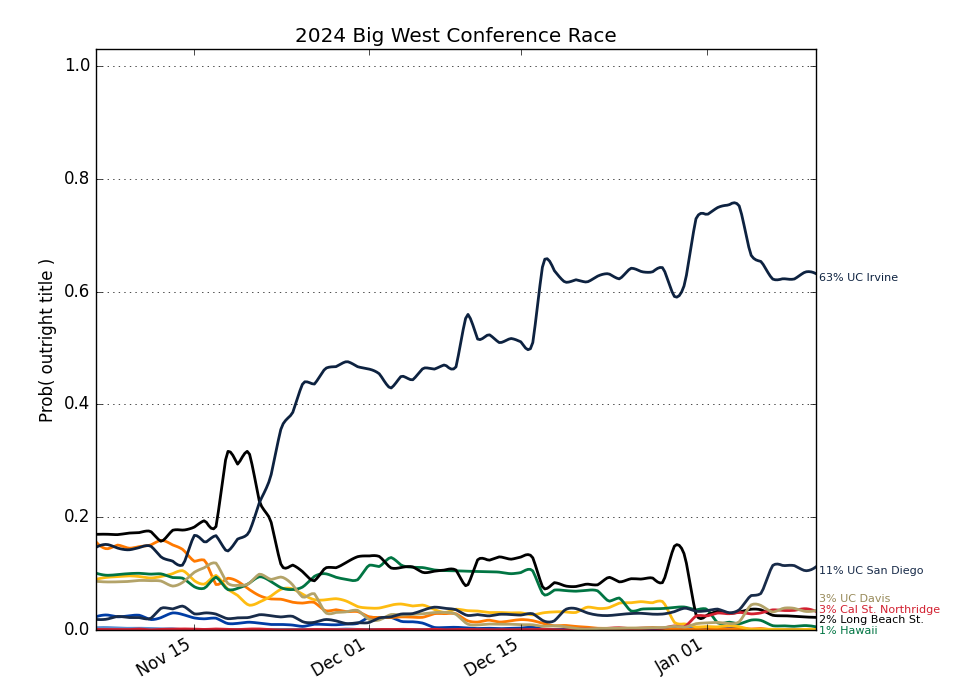 2024 Big West Conference Race
Prob( outright title )
1.0
0.8
0.6
0.4
0.2
0.0
Nov 15
Dec 01
Dec 15
Jan 01
63% UC Irvine
11% UC San Diego
3% UC Davis
3% Cal St. Northridge
2% Long Beach St.
1% Hawaii